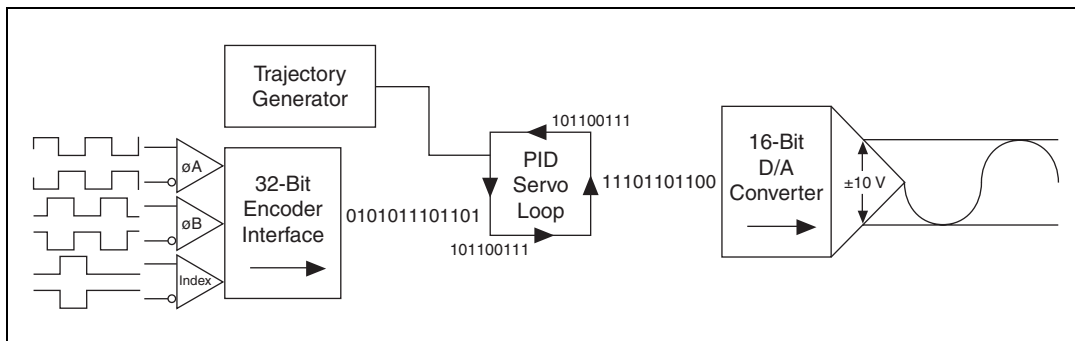 Trajectory
Generator
øA
øB
Index
32-Bit
Encoder
Interface
0101011101101
101100111
PID
Servo
Loop
101100111
11101101100
16-Bit
D/A
Converter
±10 V